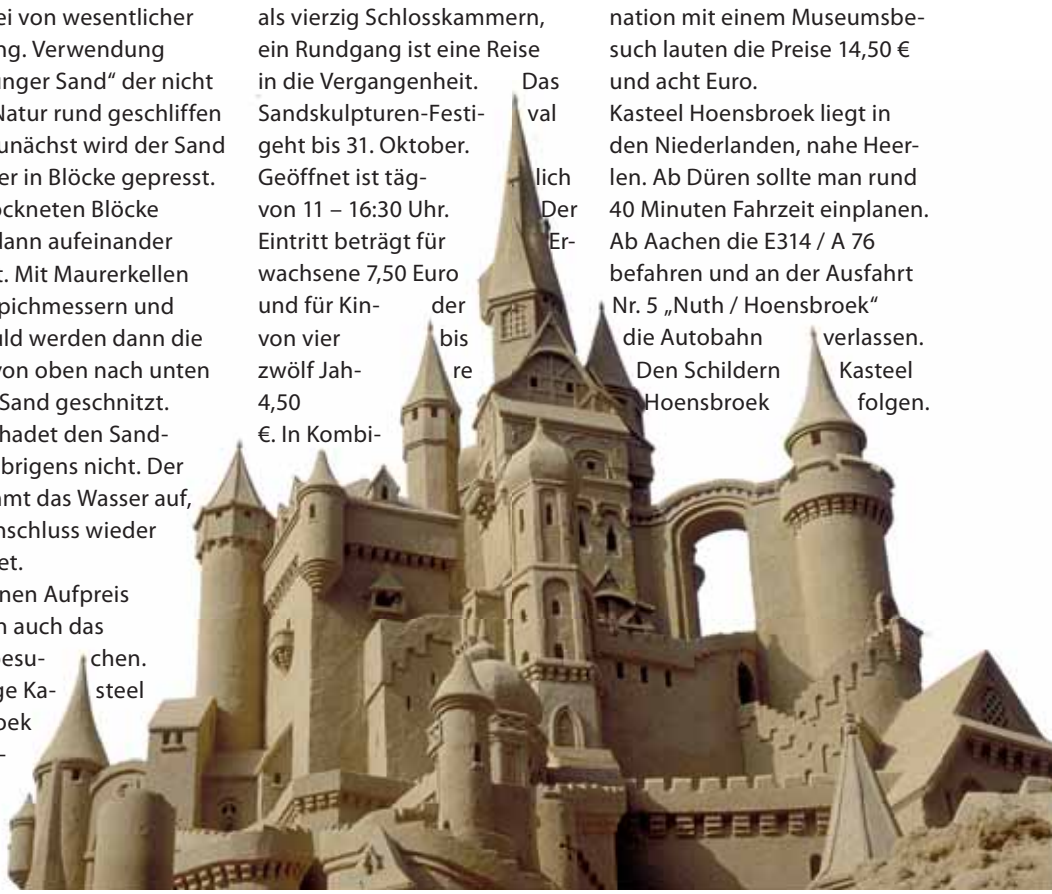 ei von wesentlicher
ng. Verwendung
unger Sand“ der nicht
Natur rund geschliffen
unächst wird der Sand
er in Blöcke gepresst.
ockneten Blöcke
dann aufeinander
t. Mit Maurerkellen
pichmessern und
uld werden dann die
von oben nach unten
Sand geschnitzt.
hadet den Sand-
brigens nicht. Der
mt das Wasser auf,
nschluss wieder
et.
nen Aufpreis
n auch das
besu- chen.
ge Ka- steel
oek
-
als vierzig Schlosskammern,
ein Rundgang ist eine Reise
in die Vergangenheit. Das
Sandskulpturen-Festi- val
geht bis 31. Oktober.
Geöffnet ist täg- lich
von 11 – 16:30 Uhr. Der
Eintritt beträgt für Er-
wachsene 7,50 Euro
und für Kin- der
von vier bis
zwölf Jah- re
4,50
€. In Kombi-
nation mit einem Museumsbe-
such lauten die Preise 14,50 €
und acht Euro.
Kasteel Hoensbroek liegt in
den Niederlanden, nahe Heer-
len. Ab Düren sollte man rund
40 Minuten Fahrzeit einplanen.
Ab Aachen die E314 / A 76
befahren und an der Ausfahrt
Nr. 5 „Nuth / Hoensbroek“
die Autobahn verlassen.
Den Schildern Kasteel
Hoensbroek folgen.